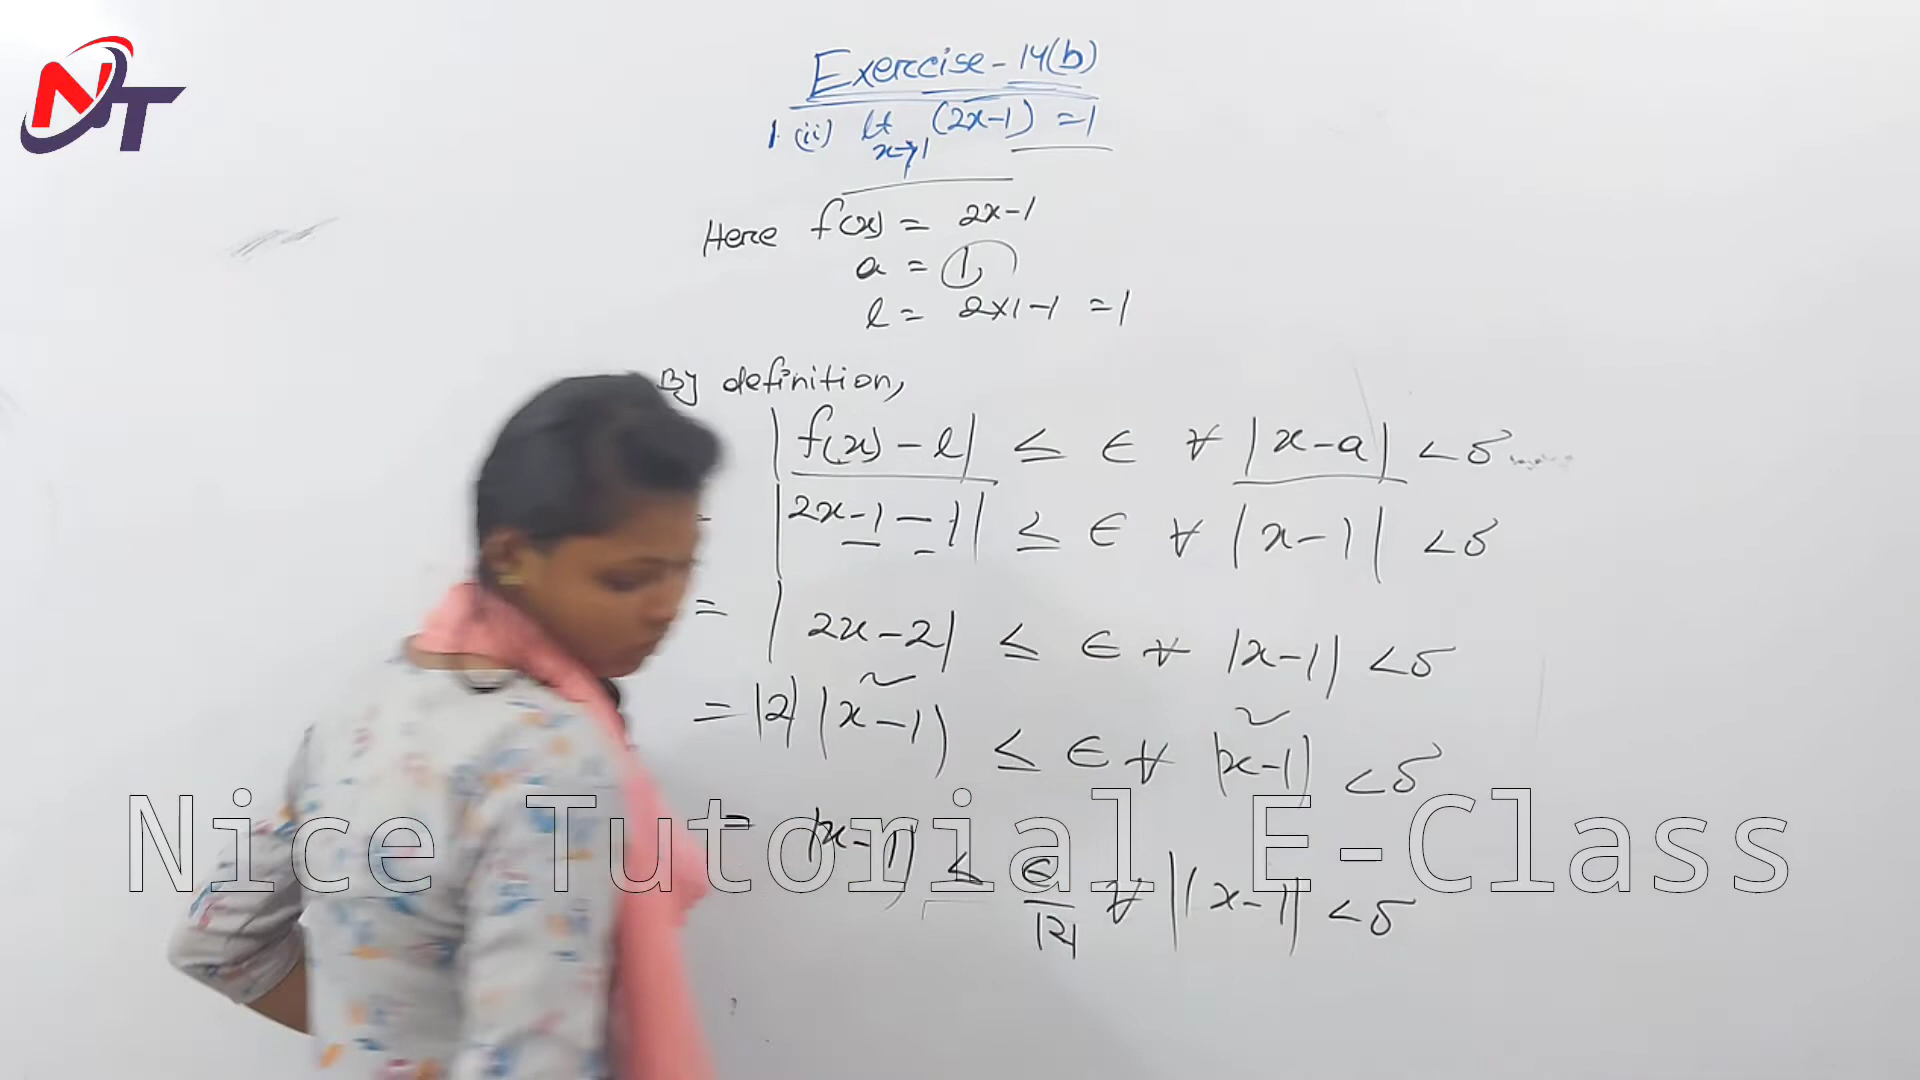 NT
Exercise - 14(b)
1. (ii) lt x→1 (2x-1) = 1
Here f(x) = 2x-1
a = 1,
l = 2x1-1 = 1
By definition,
|f(x) - l| ≤ ∈ ∀ |x-a| < δ
= |2x-1-1| ≤ ∈ ∀ |x-1| < δ
= |2x-2| ≤ ∈ ∀ |x-1| < δ
= |2| |x-1| ≤ ∈ ∀ |x-1| < δ
= |x-1| ≤ ∈/|2| ∀ |x-1| < δ
Nice Tutorial E-Class